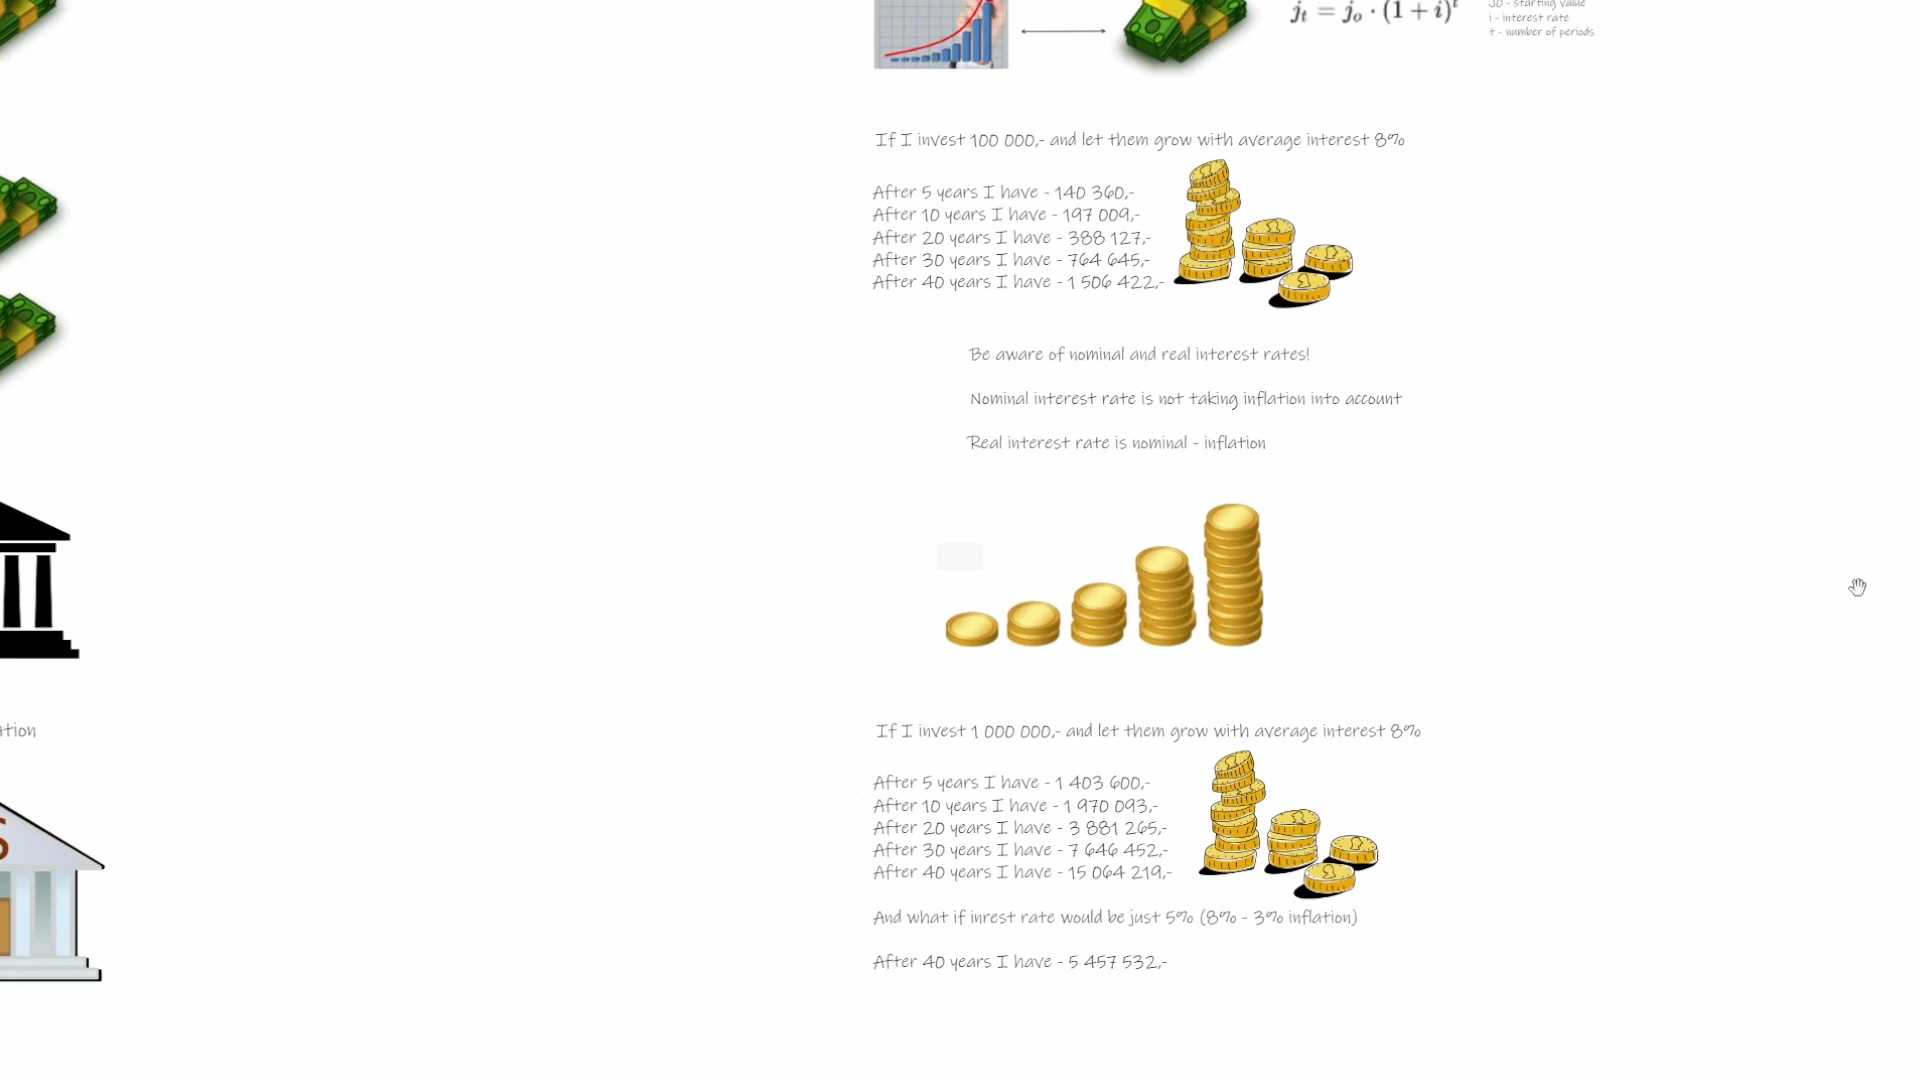 j_t = j_o · (1 + i)^t
J0 - starting value
i - interest rate
t - number of periods
If I invest 100 000,- and let them grow with average interest 8%
After 5 years I have - 140 360,-
After 10 years I have - 197 009,-
After 20 years I have - 388 127,-
After 30 years I have - 764 645,-
After 40 years I have - 1 506 422,-
Be aware of nominal and real interest rates!
Nominal interest rate is not taking inflation into account
Real interest rate is nominal - inflation
ation
If I invest 1 000 000,- and let them grow with average interest 8%
After 5 years I have - 1 403 600,-
After 10 years I have - 1 970 093,-
After 20 years I have - 3 881 265,-
After 30 years I have - 7 646 452,-
After 40 years I have - 15 064 219,-
And what if inrest rate would be just 5% (8% - 3% inflation)
After 40 years I have - 5 457 532,-